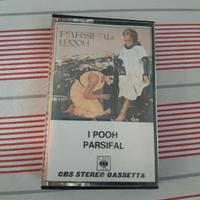 PARSIFAL
I POOH
I POOH
PARSIFAL
CBS STEREO CASSETTA